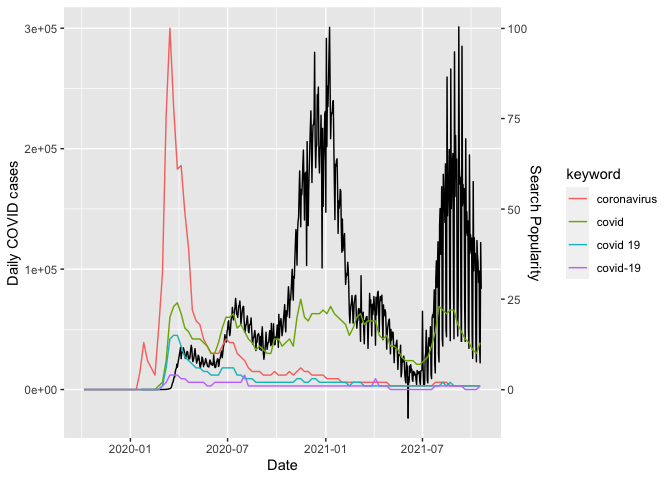 Daily COVID cases
3e+05
2e+05
1e+05
0e+00
100
75
50
25
0
Search Popularity
2020-01
2020-07
2021-01
2021-07
Date
keyword
coronavirus
covid
covid 19
covid-19